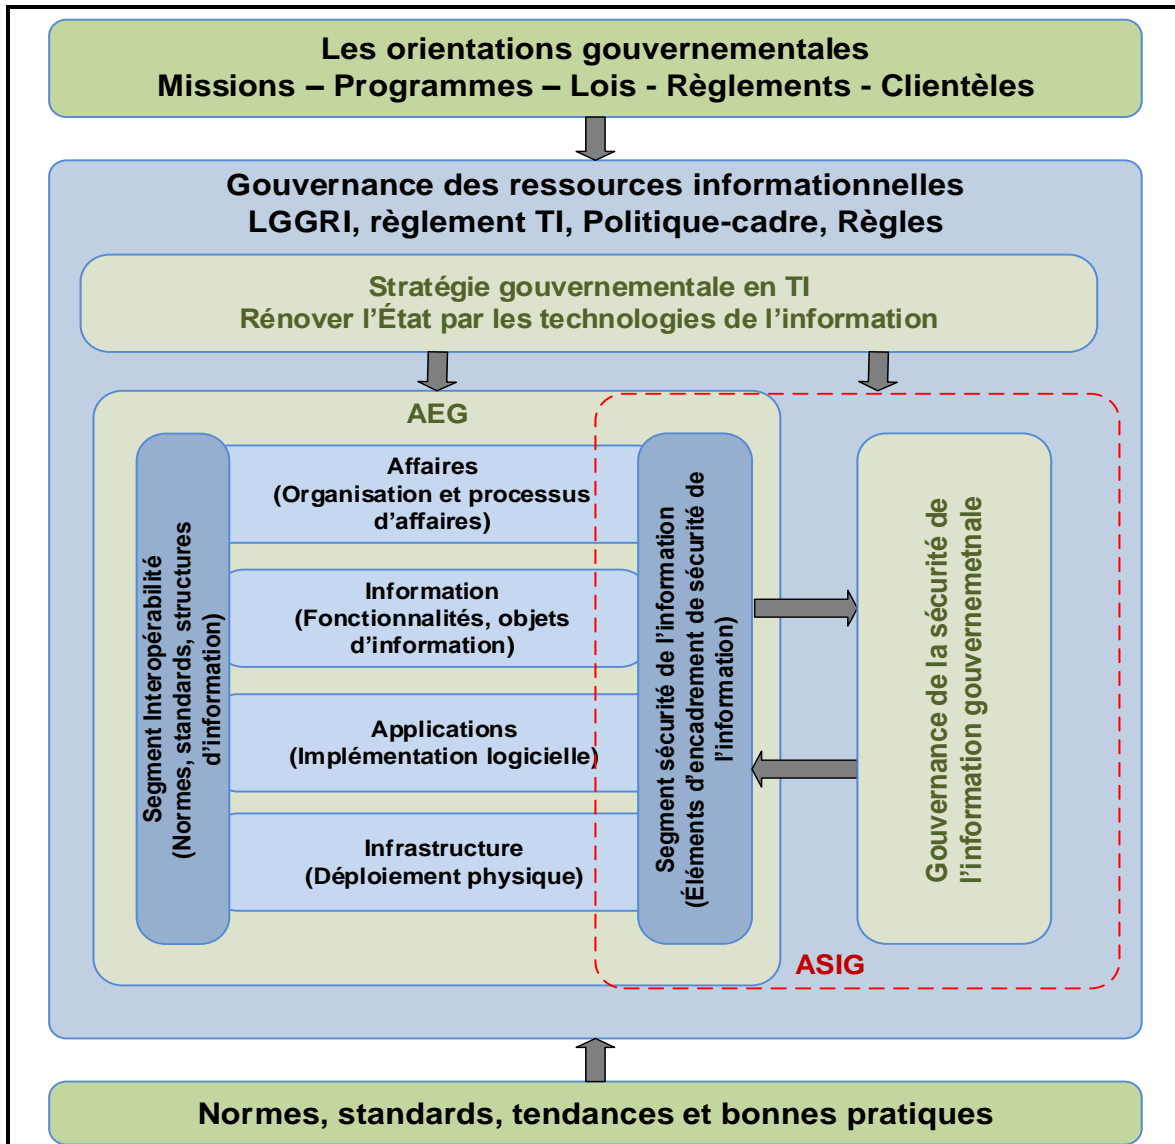 Les orientations gouvernementales
Missions – Programmes – Lois - Règlements - Clientèles
Gouvernance des ressources informationnelles
LGGRI, règlement TI, Politique-cadre, Règles
Stratégie gouvernementale en TI
Rénover l’État par les technologies de l’information
AEG
Segment Interopérabilité
(Normes, standards, structures
d’information)
Affaires
(Organisation et processus
d’affaires)
Information
(Fonctionnalités, objets
d’information)
Applications
(Implémentation logicielle)
Infrastructure
(Déploiement physique)
Segment sécurité de l’information
(Éléments d’encadrement de sécurité de
l’information)
Gouvernance de la sécurité de
l’information gouvernemetnale
ASIG
Normes, standards, tendances et bonnes pratiques